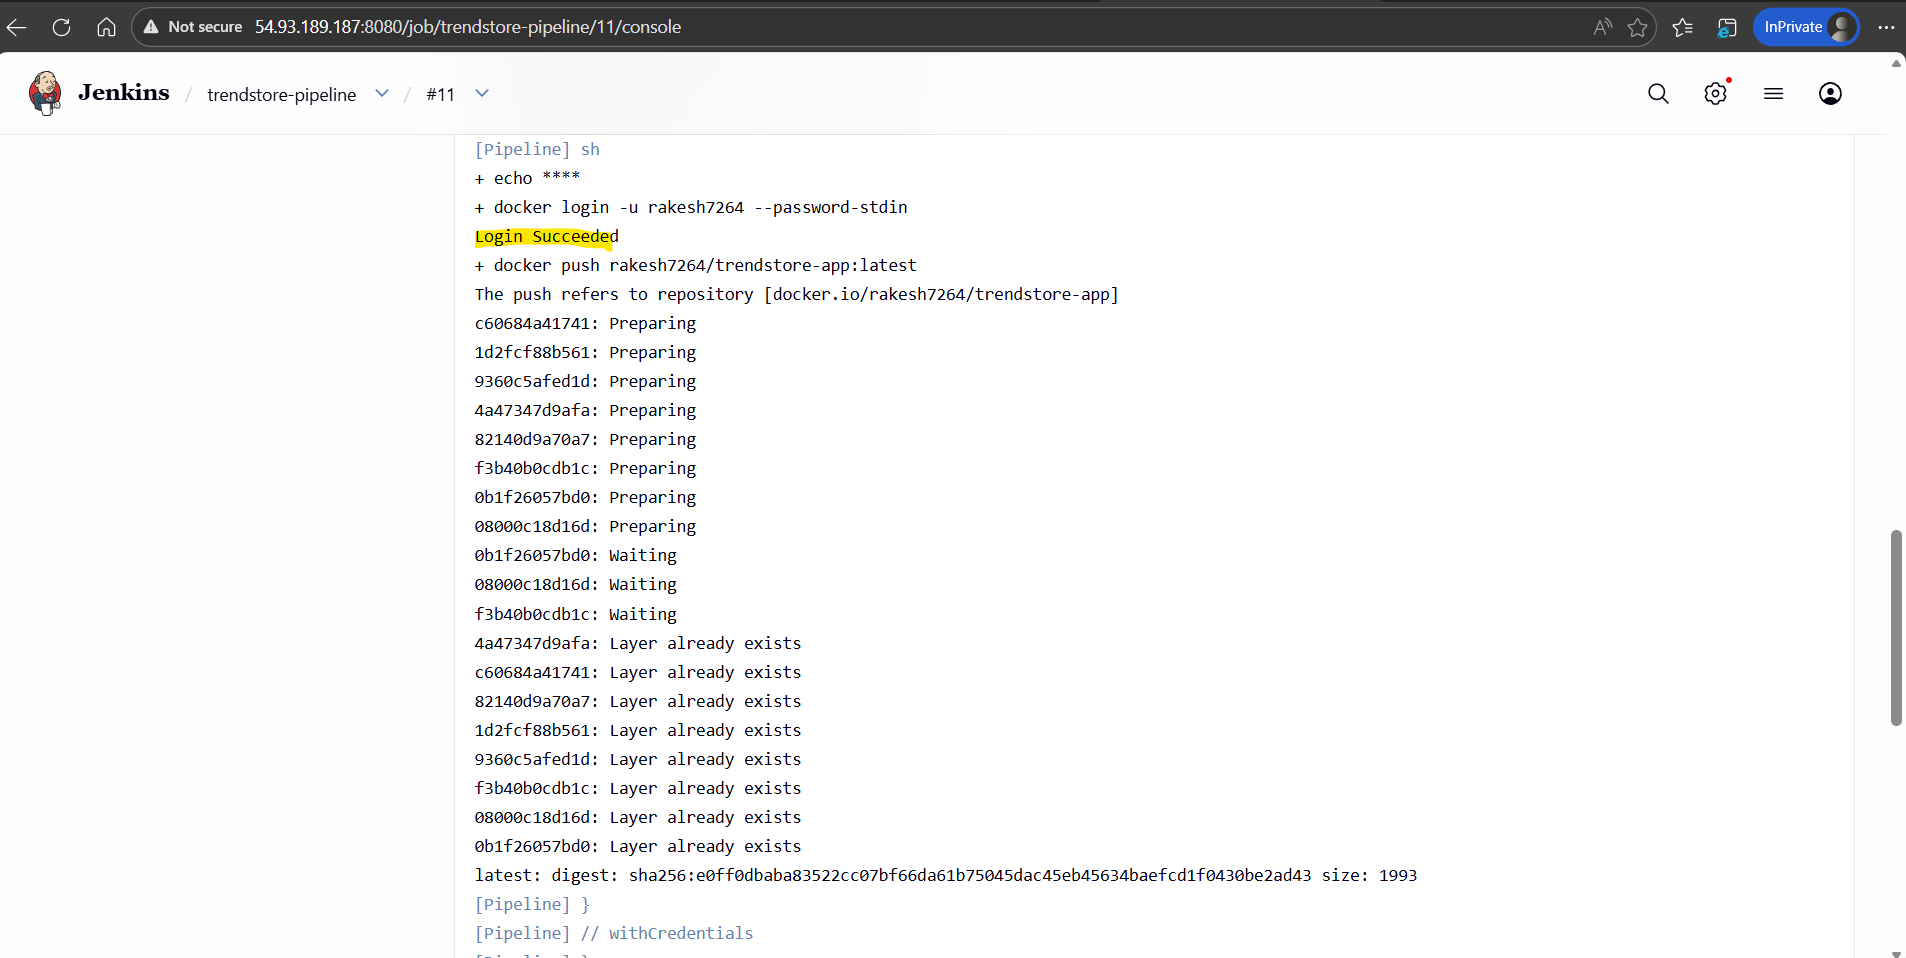 Not secure 54.93.189.187:8080/job/trendstore-pipeline/11/console InPrivate
Jenkins / trendstore-pipeline / #11
[Pipeline] sh
+ echo ****
+ docker login -u rakesh7264 --password-stdin
Login Succeeded
+ docker push rakesh7264/trendstore-app:latest
The push refers to repository [docker.io/rakesh7264/trendstore-app]
c60684a41741: Preparing
1d2fcf88b561: Preparing
9360c5afed1d: Preparing
4a47347d9afa: Preparing
82140d9a70a7: Preparing
f3b40b0cdb1c: Preparing
0b1f26057bd0: Preparing
08000c18d16d: Preparing
0b1f26057bd0: Waiting
08000c18d16d: Waiting
f3b40b0cdb1c: Waiting
4a47347d9afa: Layer already exists
c60684a41741: Layer already exists
82140d9a70a7: Layer already exists
1d2fcf88b561: Layer already exists
9360c5afed1d: Layer already exists
f3b40b0cdb1c: Layer already exists
08000c18d16d: Layer already exists
0b1f26057bd0: Layer already exists
latest: digest: sha256:e0ff0dbaba83522cc07bf66da61b75045dac45eb45634baefcd1f0430be2ad43 size: 1993
[Pipeline] }
[Pipeline] // withCredentials